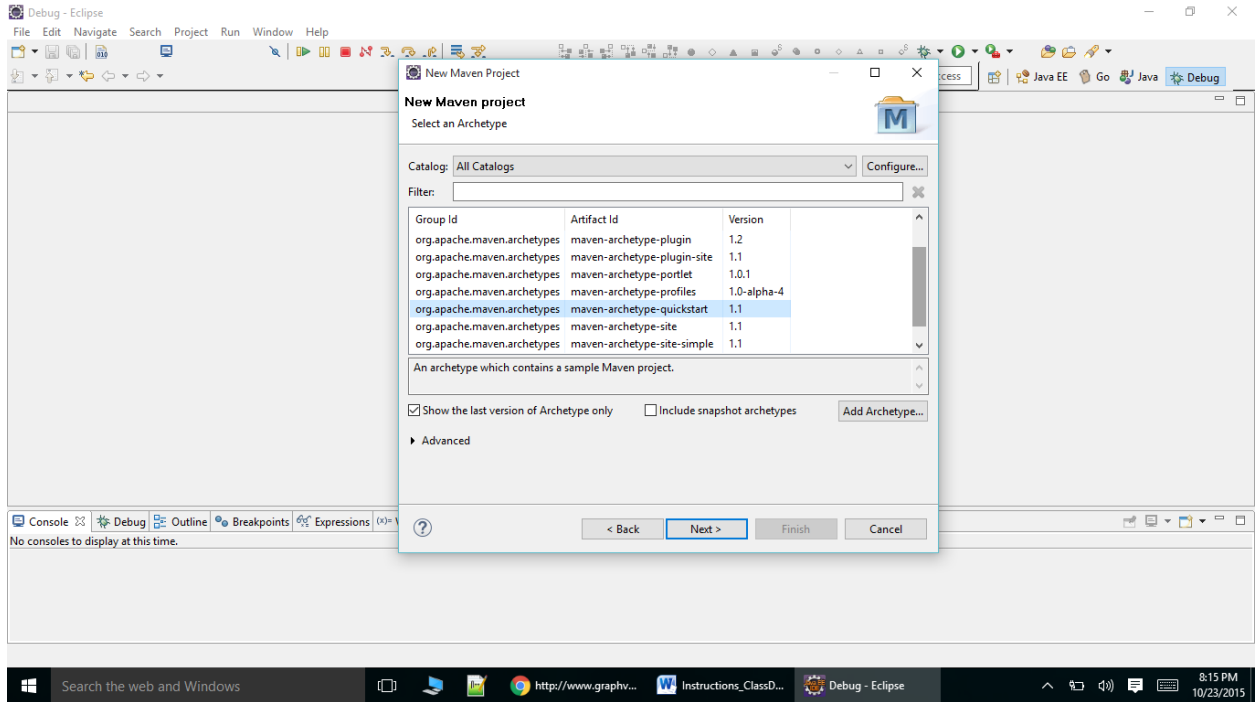 Debug - Eclipse
File Edit Navigate Search Project Run Window Help
New Maven Project
Java EE Go Java Debug
New Maven project
Select an Archetype
M
Catalog: All Catalogs Configure...
Filter:
Group Id Artifact Id Version
org.apache.maven.archetypes maven-archetype-plugin 1.2
org.apache.maven.archetypes maven-archetype-plugin-site 1.1
org.apache.maven.archetypes maven-archetype-portlet 1.0.1
org.apache.maven.archetypes maven-archetype-profiles 1.0-alpha-4
org.apache.maven.archetypes maven-archetype-quickstart 1.1
org.apache.maven.archetypes maven-archetype-site 1.1
org.apache.maven.archetypes maven-archetype-site-simple 1.1
An archetype which contains a sample Maven project.
Show the last version of Archetype only Include snapshot archetypes Add Archetype...
Advanced
< Back Next > Finish Cancel
Console Debug Outline Breakpoints Expressions (x)=
No consoles to display at this time.
Search the web and Windows
http://www.graphv... Instructions_ClassD... Debug - Eclipse
8:15 PM
10/23/2015